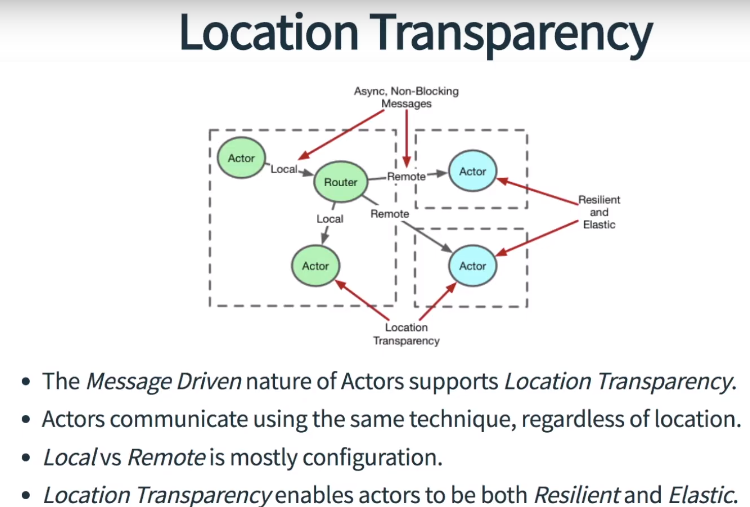 Location Transparency
Async, Non-Blocking
Messages
Actor
Local
Router
Remote
Actor
Resilient
and
Elastic
Local
Remote
Actor
Actor
Location
Transparency
• The Message Driven nature of Actors supports Location Transparency.
• Actors communicate using the same technique, regardless of location.
• Local vs Remote is mostly configuration.
• Location Transparency enables actors to be both Resilient and Elastic.